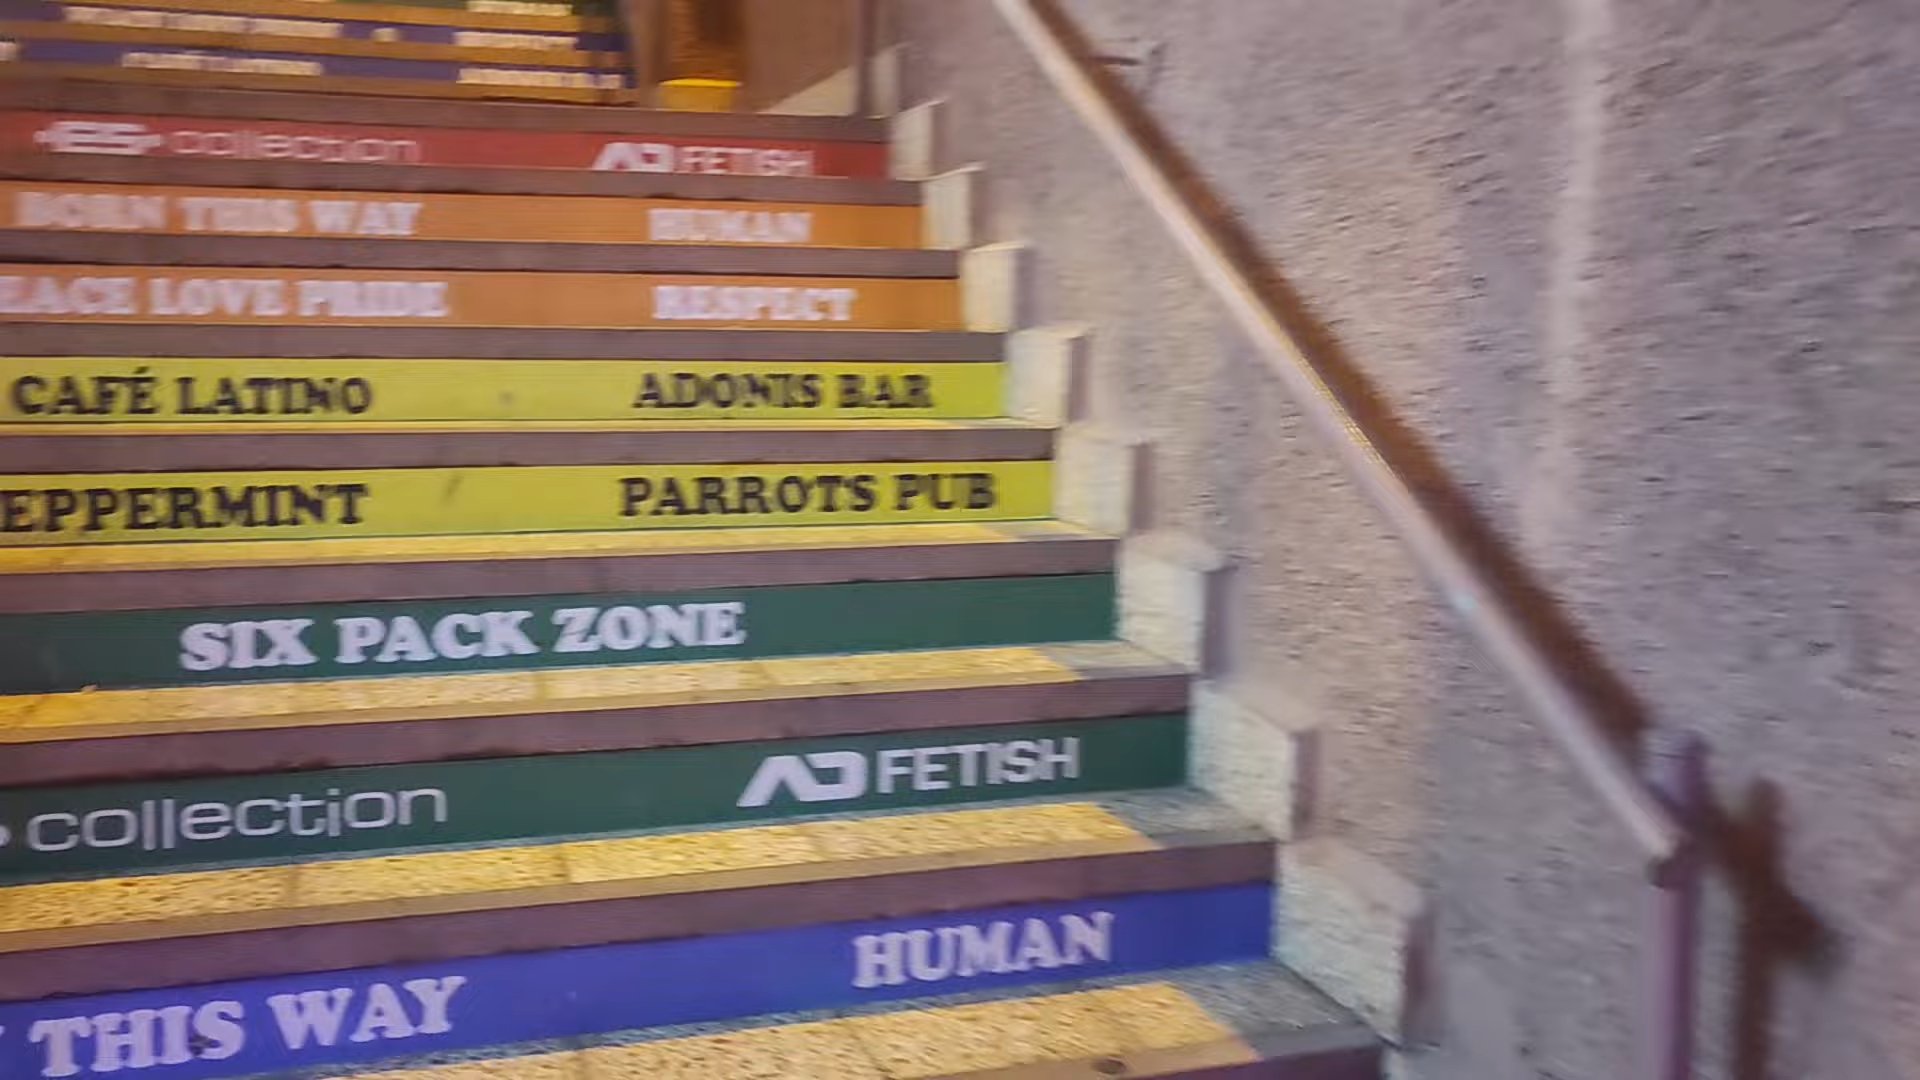 ES collection AD FETISH
BORN THIS WAY HUMAN
EACE LOVE PRIDE RESPECT
CAFÉ LATINO ADONIS BAR
EPPERMINT PARROTS PUB
SIX PACK ZONE
collection AD FETISH
THIS WAY HUMAN